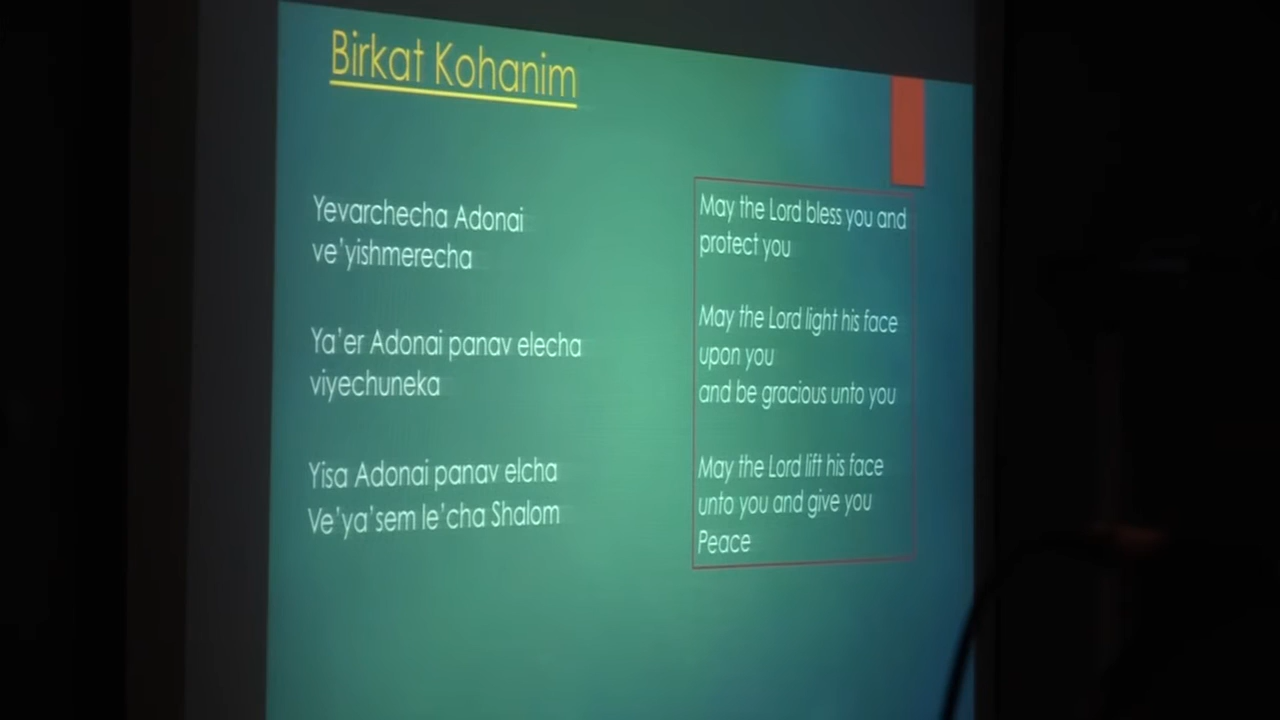 Birkat Kohanim
Yevarchecha Adonai
ve'yishmerecha
Ya'er Adonai panav elecha
viyechuneka
Yisa Adonai panav elcha
Ve'ya'sem le'cha Shalom
May the Lord bless you and
protect you
May the Lord light his face
upon you
and be gracious unto you
May the Lord lift his face
unto you and give you
Peace